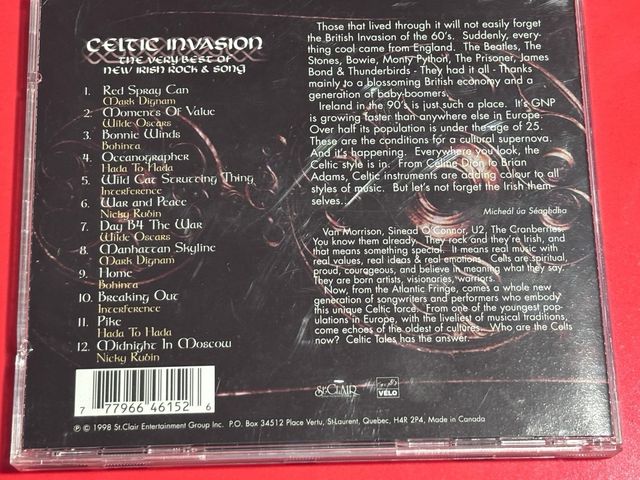 CELTIC INVASION
THE VERY BEST OF
NEW IRISH ROCK & SONG
1. Red Spray Can
Mark Dignam
2. Moments Of Value
Wilde Oscars
3. Bonnie Winds
Bohinta
4. Oceanographer
Hada To Hada
5. Wild Cat Strutting Thing
Interference
6. War and Peace
Nicky Rubin
7. Day B4 The War
Wilde Oscars
8. Manhattan Skyline
Mark Dignam
9. Home
Bohinta
10. Breaking Out
Interference
11. Pike
Hada To Hada
12. Midnight In Moscow
Nicky Rubin
Those that lived through it will not easily forget
the British Invasion of the 60's. Suddenly, every-
thing cool came from England. The Beatles, The
Stones, Bowie, Monty Python, The Prisoner, James
Bond & Thunderbirds - They had it all - Thanks
mainly to a blossoming British economy and a
generation of baby-boomers.
Ireland in the 90's is just such a place. It's GNP
is growing faster than anywhere else in Europe.
Over half its population is under the age of 25.
These are the conditions for a cultural supernova.
And it's happening. Everywhere you look, the
Celtic style is in. From Celine Dion to Brian
Adams, Celtic instruments are adding colour to all
styles of music. But let's not forget the Irish them-
selves...
Micheál úa Séaghdha
Van Morrison, Sinead O'Connor, U2, The Cranberries.
You know them already. They rock and they're Irish, and
that means something special. It means real music with
real values, real ideas & real emotions. Celts are spiritual,
proud, courageous, and believe in meaning what they say.
They are born artists, visionaries, warriors.
Now, from the Atlantic Fringe, comes a whole new
generation of songwriters and performers who embody
this unique Celtic force. From one of the youngest pop
ulations in Europe, with the liveliest of musical traditions,
come echoes of the oldest of cultures. Who are the Celts
now? Celtic Tales has the answer.
7 77966 46152 6
St.CLAIR
VÉLO
℗ © 1998 St.Clair Entertainment Group Inc. P.O. Box 34512 Place Vertu, St-Laurent, Quebec, H4R 2P4, Made in Canada